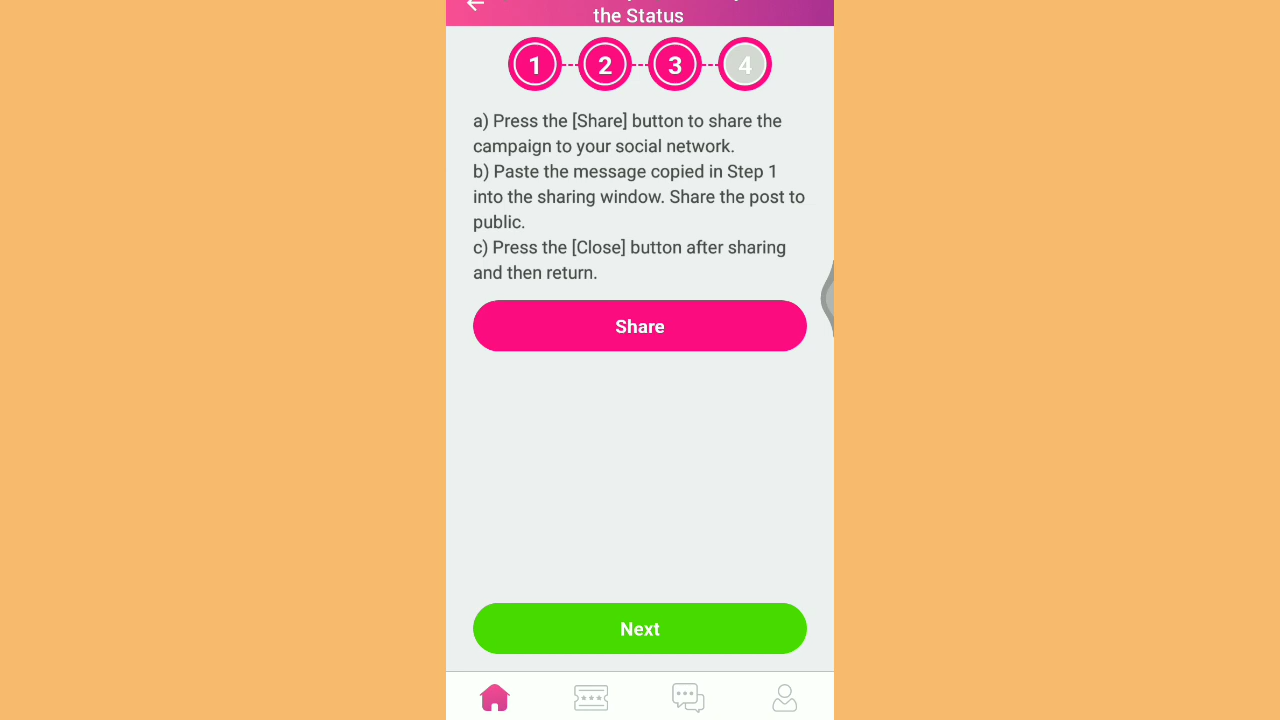 the Status
1 2 3 4
a) Press the [Share] button to share the
campaign to your social network.
b) Paste the message copied in Step 1
into the sharing window. Share the post to
public.
c) Press the [Close] button after sharing
and then return.
Share
Next